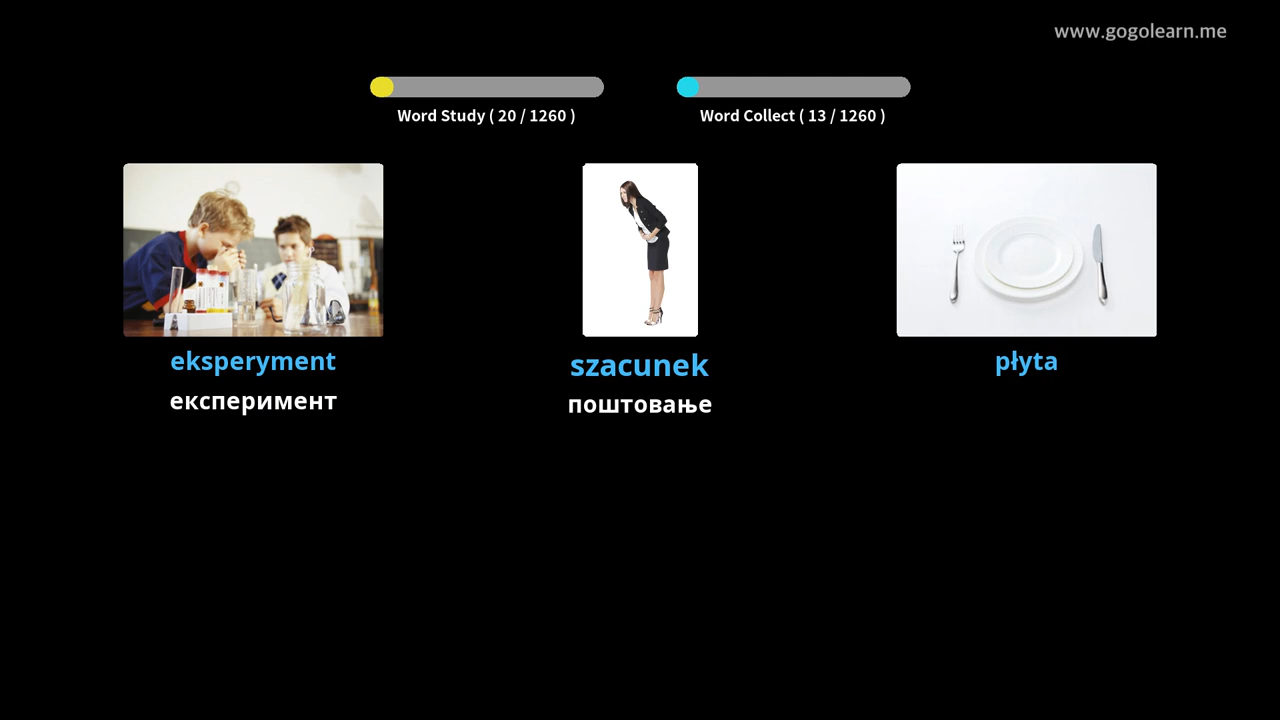 www.gogolearn.me
Word Study ( 20 / 1260 )
Word Collect ( 13 / 1260 )
eksperyment
експеримент
szacunek
поштовање
płyta